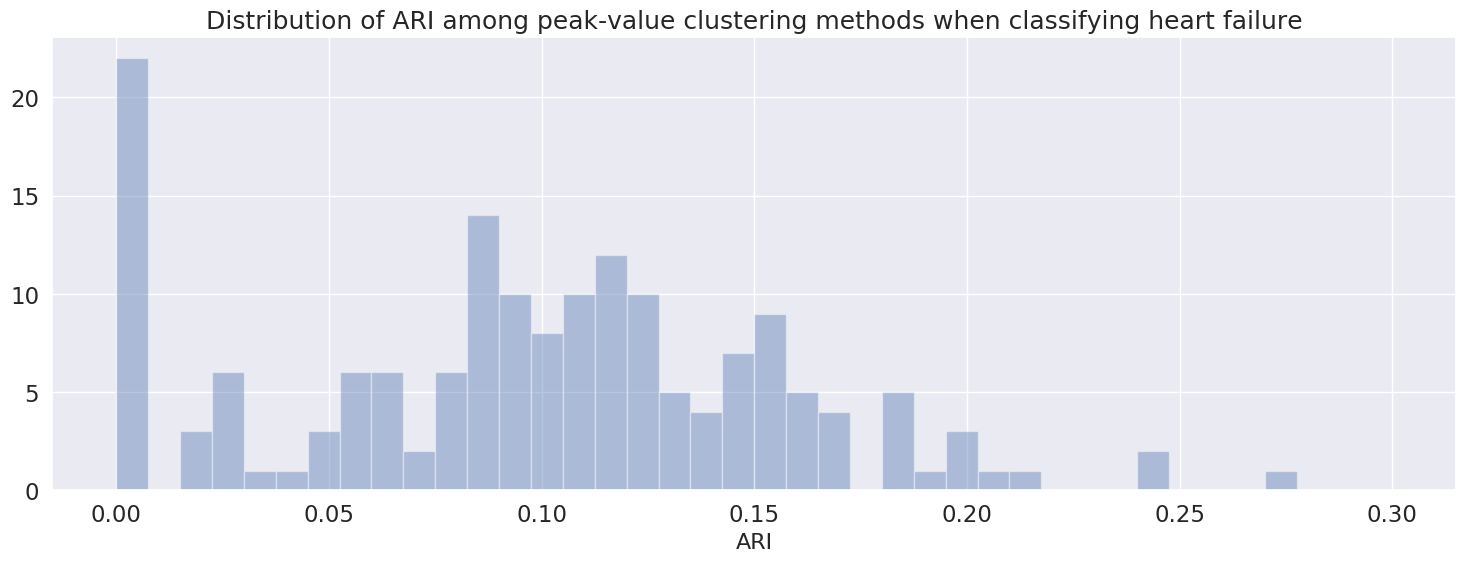 Distribution of ARI among peak-value clustering methods when classifying heart failure
20
15
10
5
0
0.00 0.05 0.10 0.15 0.20 0.25 0.30
ARI